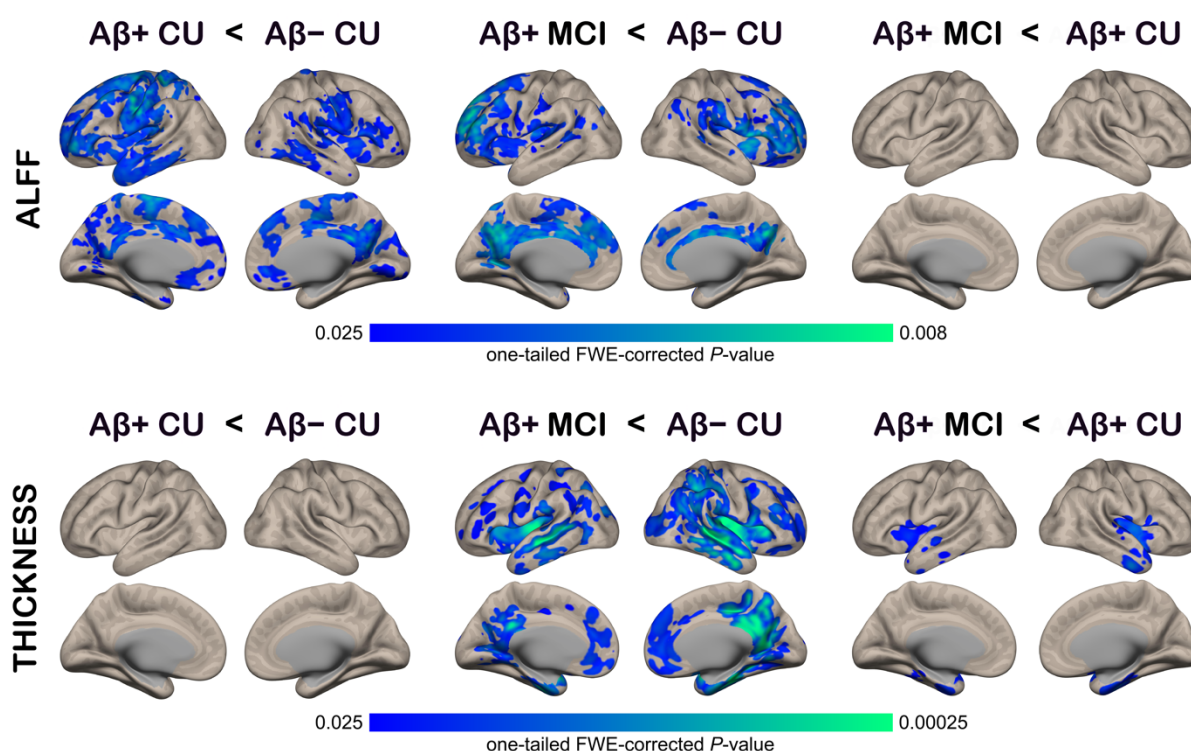 Aβ+ CU < Aβ− CU
Aβ+ MCI < Aβ− CU
Aβ+ MCI < Aβ+ CU
ALFF
0.025
0.008
one-tailed FWE-corrected P-value
Aβ+ CU < Aβ− CU
Aβ+ MCI < Aβ− CU
Aβ+ MCI < Aβ+ CU
THICKNESS
0.025
0.00025
one-tailed FWE-corrected P-value